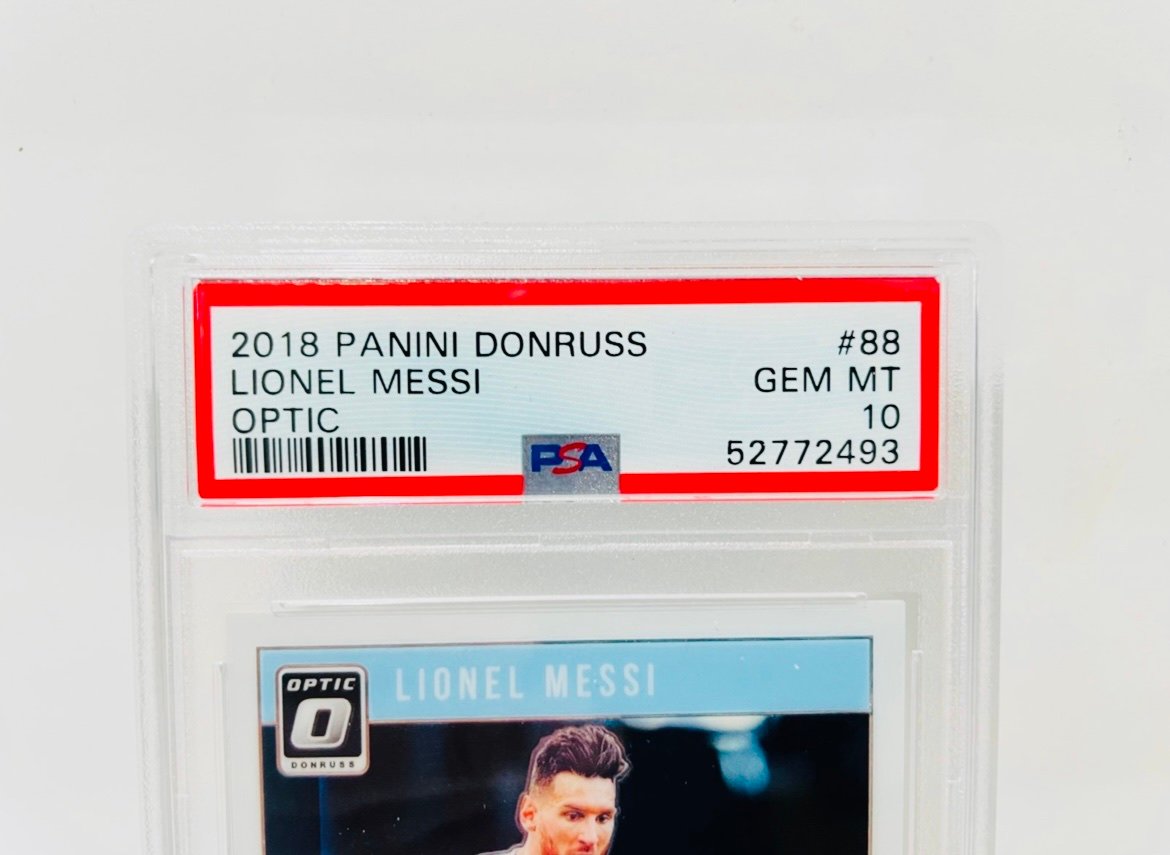 2018 PANINI DONRUSS #88
LIONEL MESSI GEM MT
OPTIC 10
PSA 52772493
OPTIC
O
DONRUSS
LIONEL MESSI